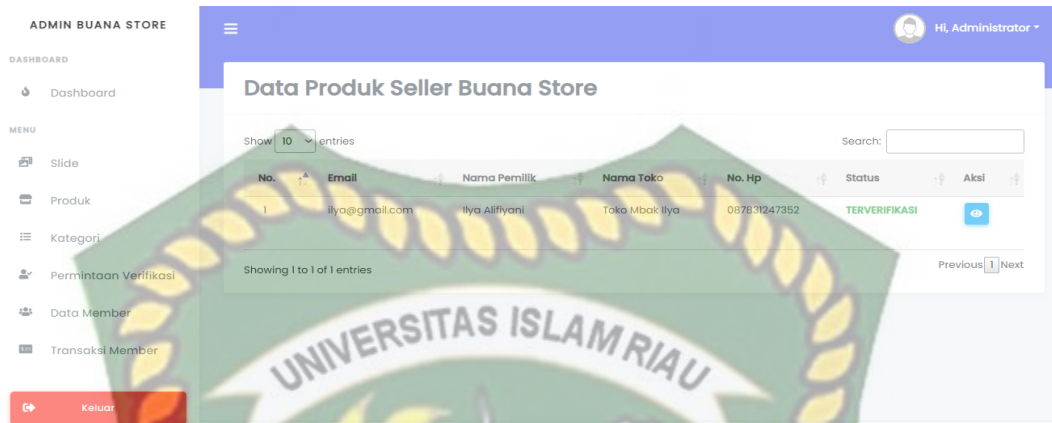 ADMIN BUANA STORE
Hi, Administrator
DASHBOARD
Dashboard
MENU
Slide
Produk
Kategori
Permintaan Verifikasi
Data Member
Transaksi Member
Keluar
Data Produk Seller Buana Store
Show 10 entries
Search:
No. Email Nama Pemilik Nama Toko No. Hp Status Aksi
1 ilya@gmail.com Ilya Alifiyani Toko Mbak Ilya 087831247352 TERVERIFIKASI
Showing 1 to 1 of 1 entries
Previous 1 Next
UNIVERSITAS ISLAM RIAU